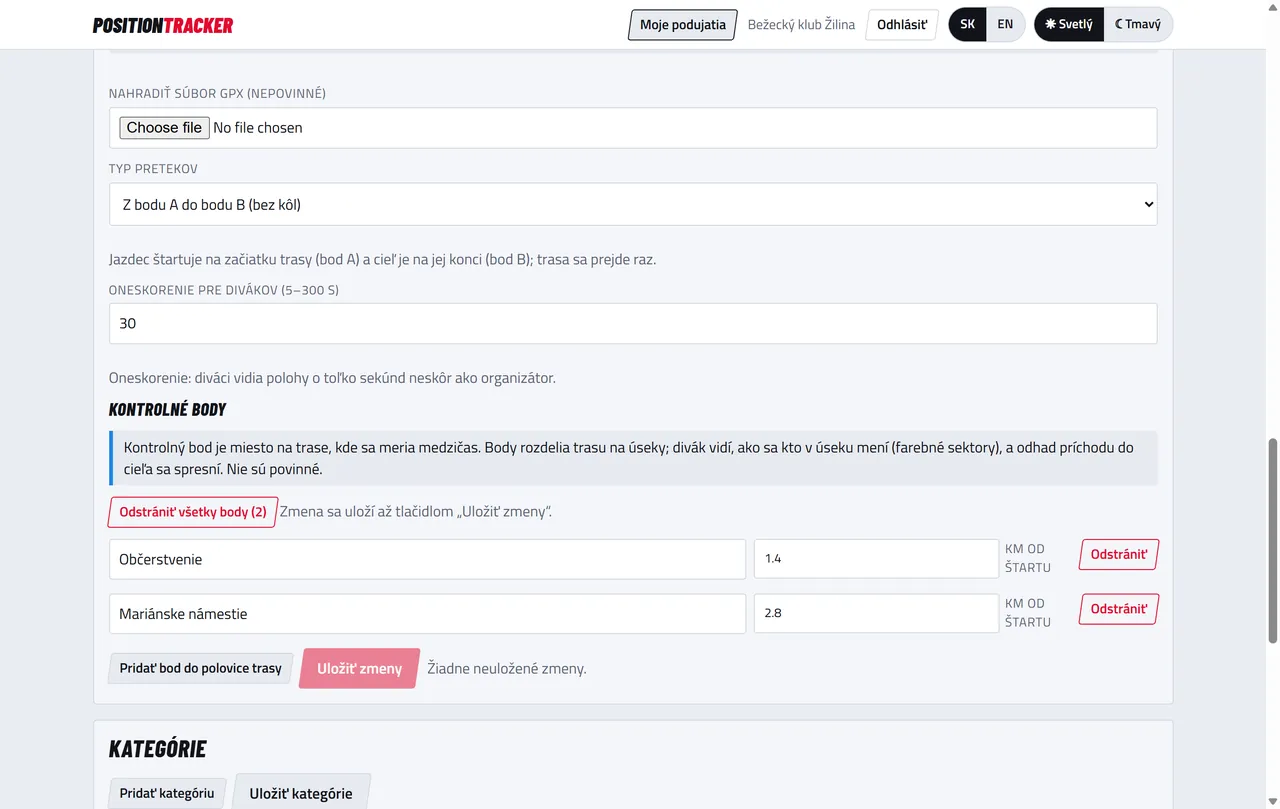 POSITIONTRACKER
Moje podujatia
Bežecký klub Žilina
Odhlásiť
SK
EN
Svetlý
Tmavý
NAHRADIŤ SÚBOR GPX (NEPOVINNÉ)
Choose file No file chosen
TYP PRETEKOV
Z bodu A do bodu B (bez kôl)
Jazdec štartuje na začiatku trasy (bod A) a cieľ je na jej konci (bod B); trasa sa prejde raz.
ONESKORENIE PRE DIVÁKOV (5–300 S)
30
Oneskorenie: diváci vidia polohy o toľko sekúnd neskôr ako organizátor.
KONTROLNÉ BODY
Kontrolný bod je miesto na trase, kde sa meria medzičas. Body rozdelia trasu na úseky; divák vidí, ako sa kto v úseku mení (farebné sektory), a odhad príchodu do
cieľa sa spresní. Nie sú povinné.
Odstrániť všetky body (2) Zmena sa uloží až tlačidlom „Uložiť zmeny“.
Občerstvenie
1.4
KM OD
ŠTARTU
Odstrániť
Mariánske námestie
2.8
KM OD
ŠTARTU
Odstrániť
Pridať bod do polovice trasy
Uložiť zmeny
Žiadne neuložené zmeny.
KATEGÓRIE
Pridať kategóriu
Uložiť kategórie